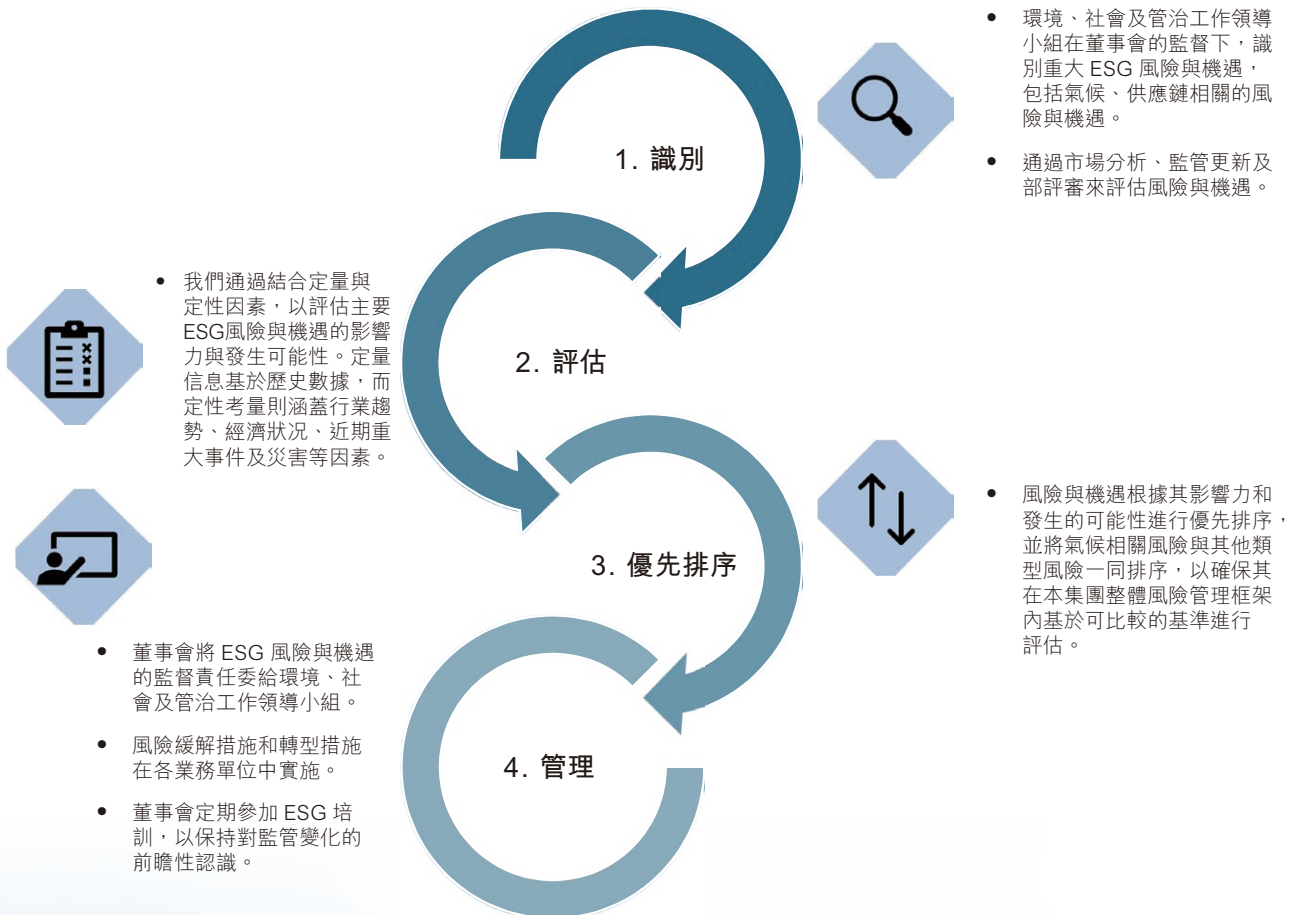 1. 識別
• 環境、社會及管治工作領導
小組在董事會的監督下，識
別重大 ESG 風險與機遇，
包括氣候、供應鏈相關的風
險與機遇。
• 通過市場分析、監管更新及
部評審來評估風險與機遇。
2. 評估
• 我們通過結合定量與
定性因素，以評估主要
ESG風險與機遇的影響
力與發生可能性。定量
信息基於歷史數據，而
定性考量則涵蓋行業趨
勢、經濟狀況、近期重
大事件及災害等因素。
3. 優先排序
• 風險與機遇根據其影響力和
發生的可能性進行優先排序，
並將氣候相關風險與其他類
型風險一同排序，以確保其
在本集團整體風險管理框架
內基於可比較的基準進行
評估。
4. 管理
• 董事會將 ESG 風險與機遇
的監督責任委給環境、社
會及管治工作領導小組。
• 風險緩解措施和轉型措施
在各業務單位中實施。
• 董事會定期參加 ESG 培
訓，以保持對監管變化的
前瞻性認識。